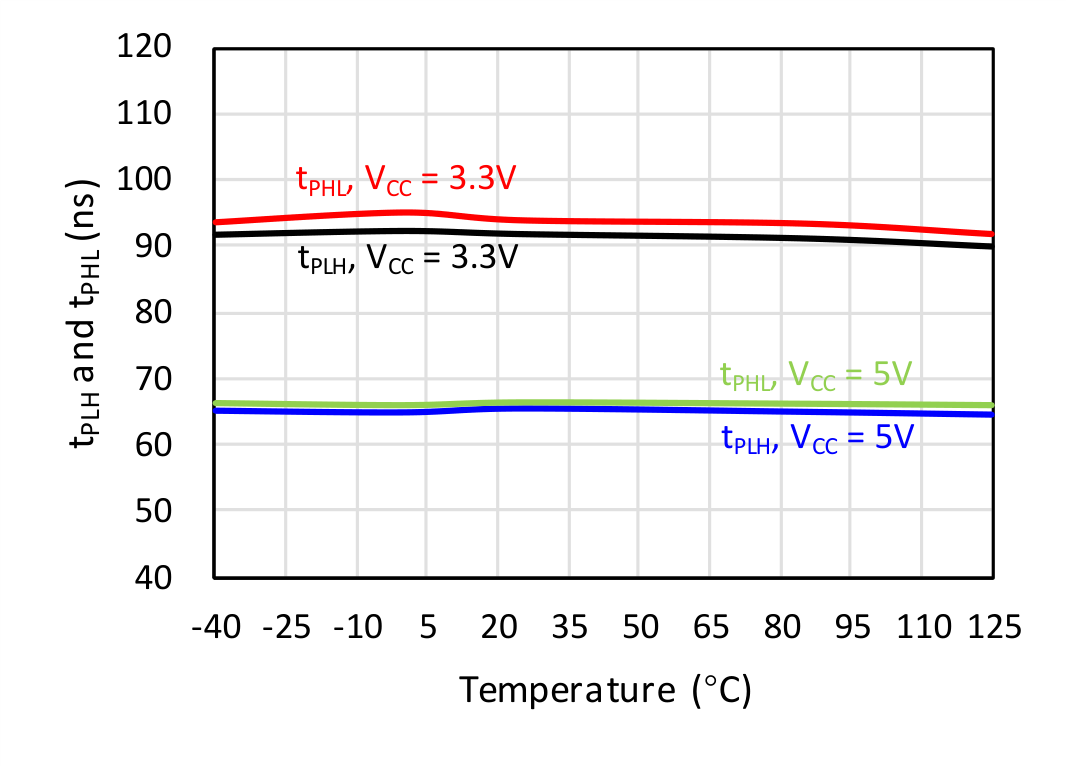 120
110
100
90
80
70
60
50
40
tPLH and tPHL (ns)
tPHL, VCC = 3.3V
tPLH, VCC = 3.3V
tPHL, VCC = 5V
tPLH, VCC = 5V
-40 -25 -10 5 20 35 50 65 80 95 110 125
Temperature (°C)